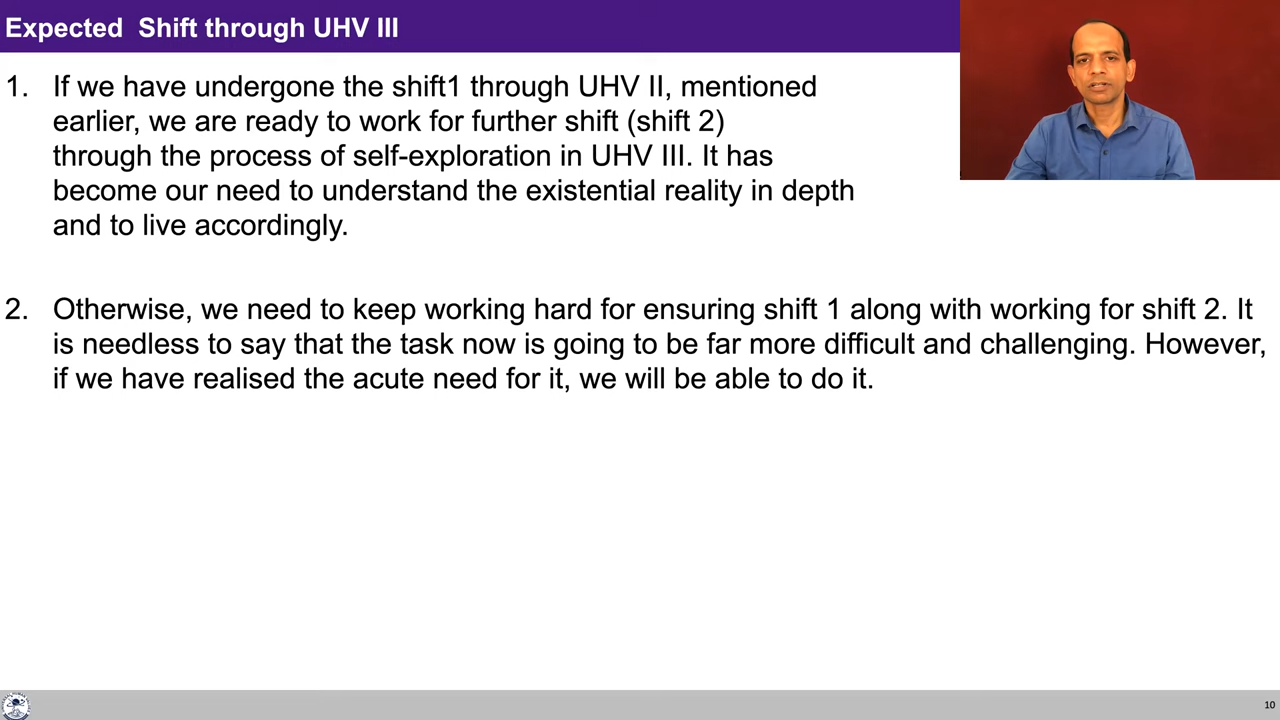 Expected  Shift through UHV III
1. If we have undergone the shift1 through UHV II, mentioned
earlier, we are ready to work for further shift (shift 2)
through the process of self-exploration in UHV III. It has
become our need to understand the existential reality in depth
and to live accordingly.
2. Otherwise, we need to keep working hard for ensuring shift 1 along with working for shift 2. It
is needless to say that the task now is going to be far more difficult and challenging. However,
if we have realised the acute need for it, we will be able to do it.
10